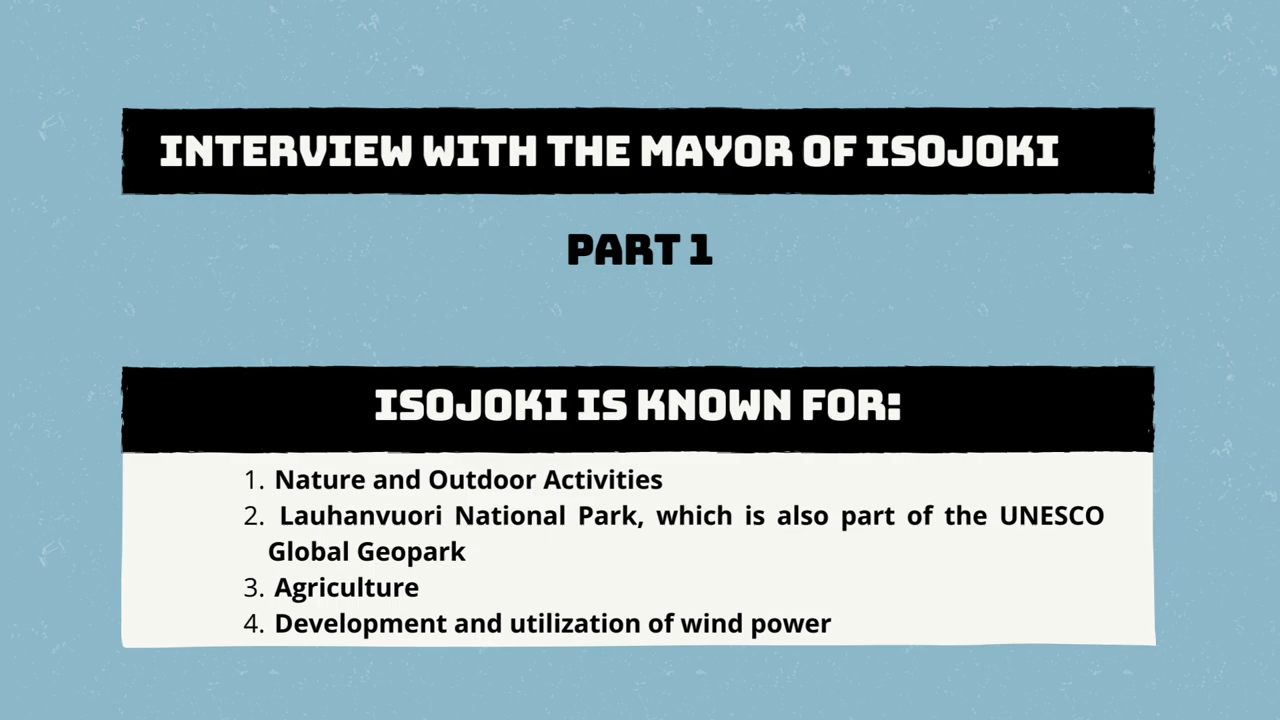 INTERVIEW WITH THE MAYOR OF ISOJOKI
PART 1
ISOJOKI IS KNOWN FOR:
1. Nature and Outdoor Activities
2. Lauhanvuori National Park, which is also part of the UNESCO
Global Geopark
3. Agriculture
4. Development and utilization of wind power